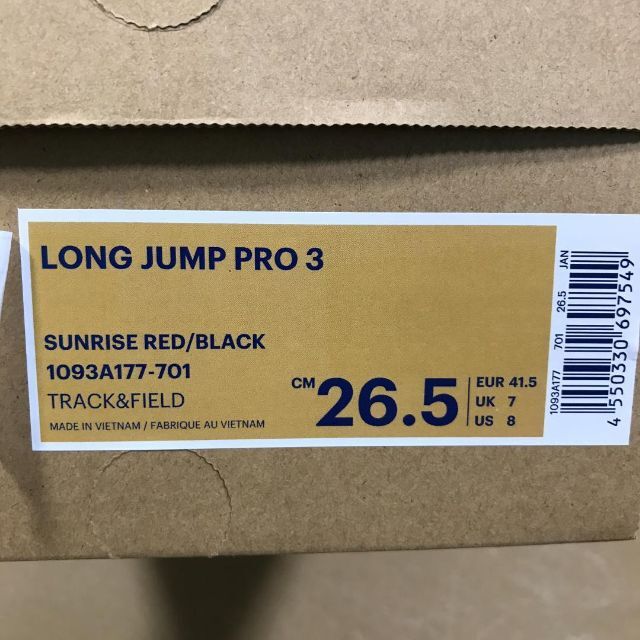 LONG JUMP PRO 3
SUNRISE RED/BLACK
1093A177-701
TRACK&FIELD
MADE IN VIETNAM / FABRIQUE AU VIETNAM
CM 26.5
EUR 41.5
UK 7
US 8
1093A177 701 26.5 JAN
4 550330 697549